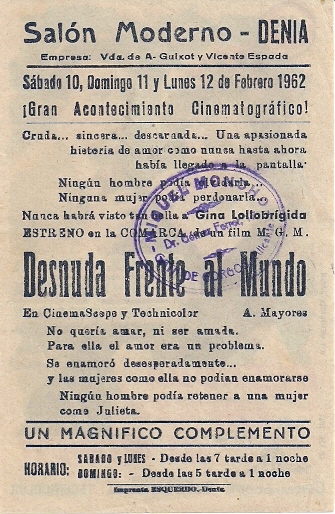 Salón Moderno - DENIA
Empresa: Vda. de A. Guixot y Vicente Espada
Sábado 10, Domingo 11 y Lunes 12 de Febrero 1962
¡Gran Acontecimiento Cinematográfico!
Cruda... sincera... descarnada... Una apasionada
historia de amor como nunca hasta ahora
había llegado a la pantalla:
Ningún hombre podía
Ninguna mujer podía perdonarla...
Nunca habrá visto tan bella a Gina Lollobrígida
ESTRENO en la COMARCA de un film M. G. M.
Desnuda Frente al Mundo
En CinemaScope y Technicolor A. Mayores
No quería amar, ni ser amada.
Para ella el amor era un problema.
Se enamoró desesperadamente...
y las mujeres como ella no podian enamorarse
Ningún hombre podía retener a una mujer
como Julieta.
UN MAGNIFICO COMPLEMENTO
HORARIO: SABADO y LUNES - Desde las 7 tarde a 1 noche
DOMINGO: - Desde las 5 tarde a 1 noche
Imprenta ESQUERDO.-Denia